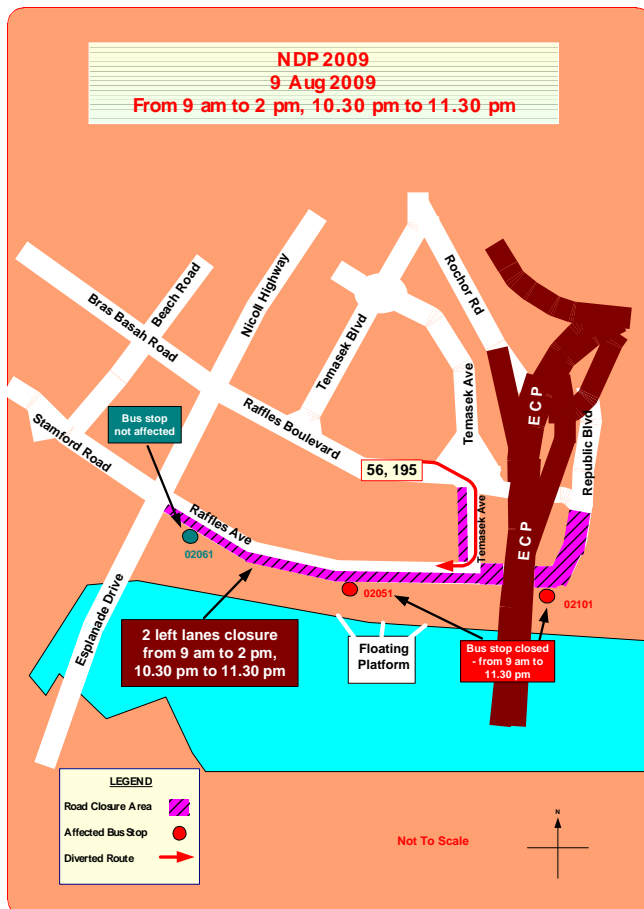 NDP 2009
9 Aug 2009
From 9 am to 2 pm, 10.30 pm to 11.30 pm
Rochor Rd
Beach Road
Nicoll Highway
Bras Basah Road
Temasek Blvd
Temasek Ave
ECP
Republic Blvd
Raffles Boulevard
Bus stop
not affected
Stamford Road
56, 195
Temasek Ave
ECP
Raffles Ave
02061
02051
02101
Esplanade Drive
2 left lanes closure
from 9 am to 2 pm,
10.30 pm to 11.30 pm
Floating
Platform
Bus stop closed
- from 9 am to
11.30 pm
LEGEND
Road Closure Area
Affected Bus Stop
Diverted Route
Not To Scale
N